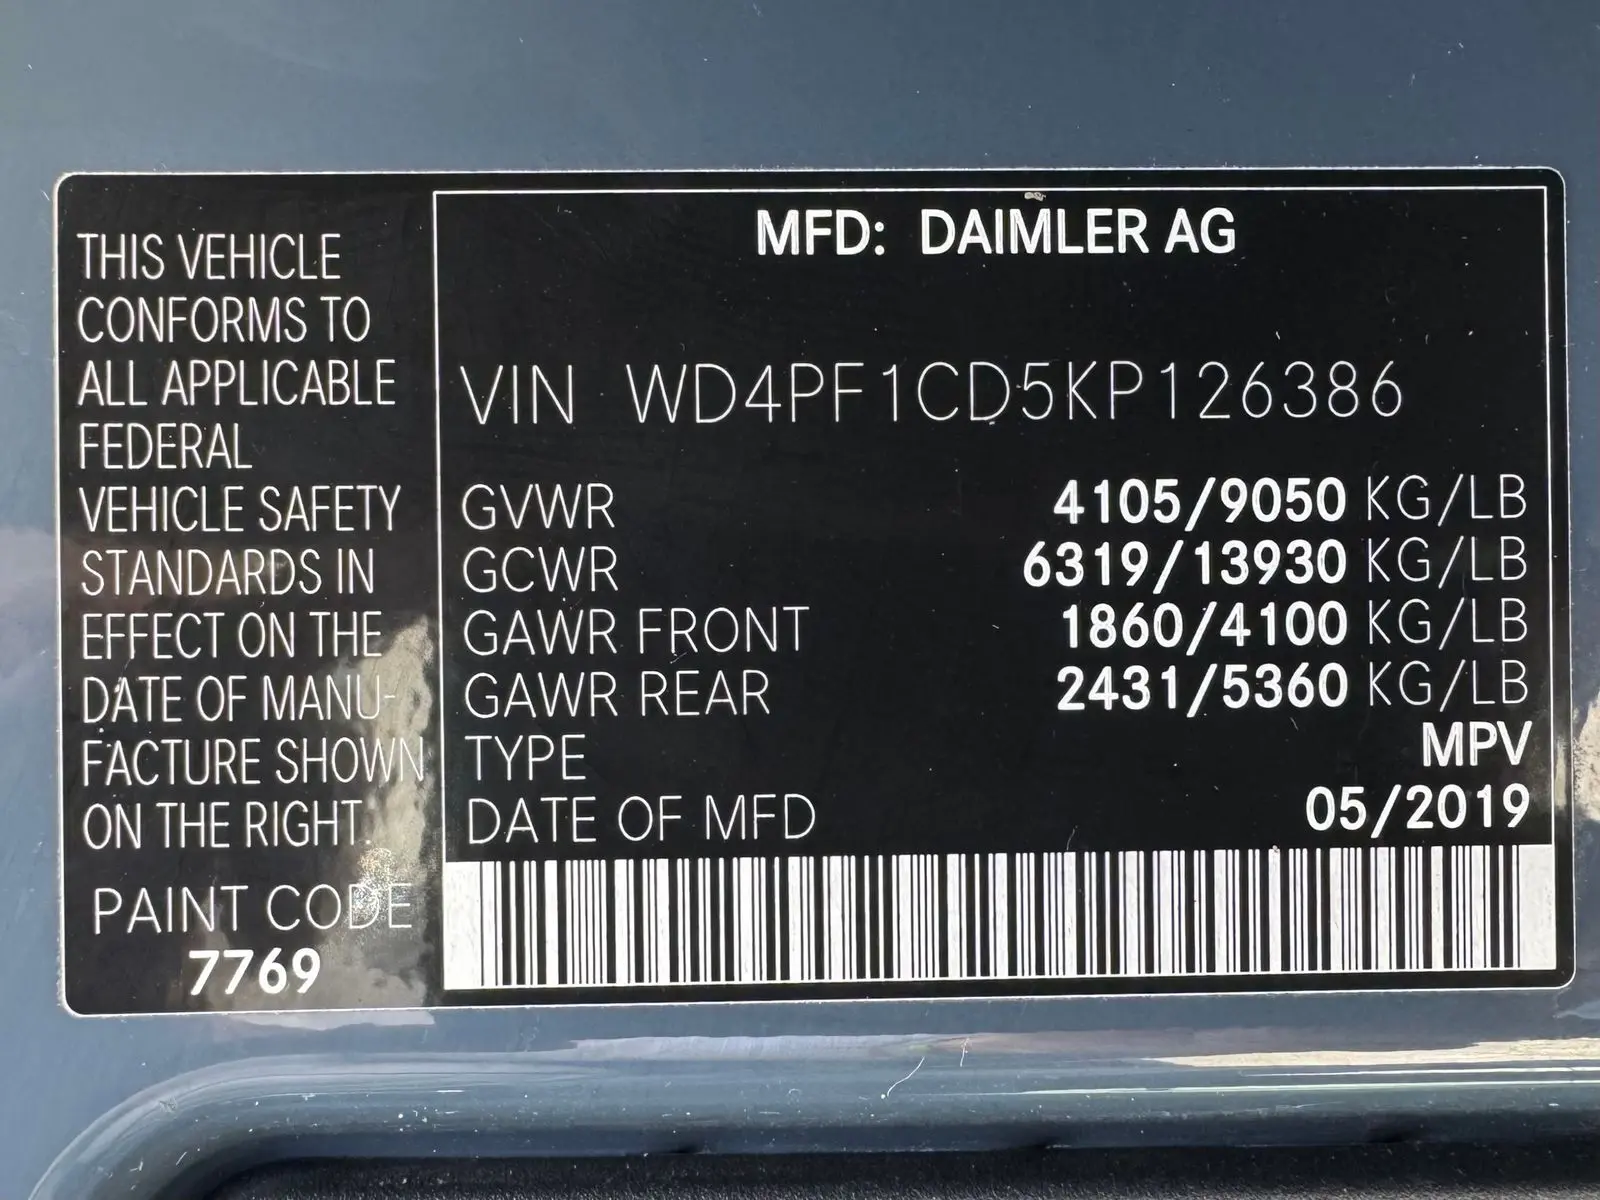 THIS VEHICLE
CONFORMS TO
ALL APPLICABLE
FEDERAL
VEHICLE SAFETY
STANDARDS IN
EFFECT ON THE
DATE OF MANU-
FACTURE SHOWN
ON THE RIGHT.
PAINT CODE
7769
MFD: DAIMLER AG
VIN WD4PF1CD5KP126386
GVWR 4105/9050 KG/LB
GCWR 6319/13930 KG/LB
GAWR FRONT 1860/4100 KG/LB
GAWR REAR 2431/5360 KG/LB
TYPE MPV
DATE OF MFD 05/2019